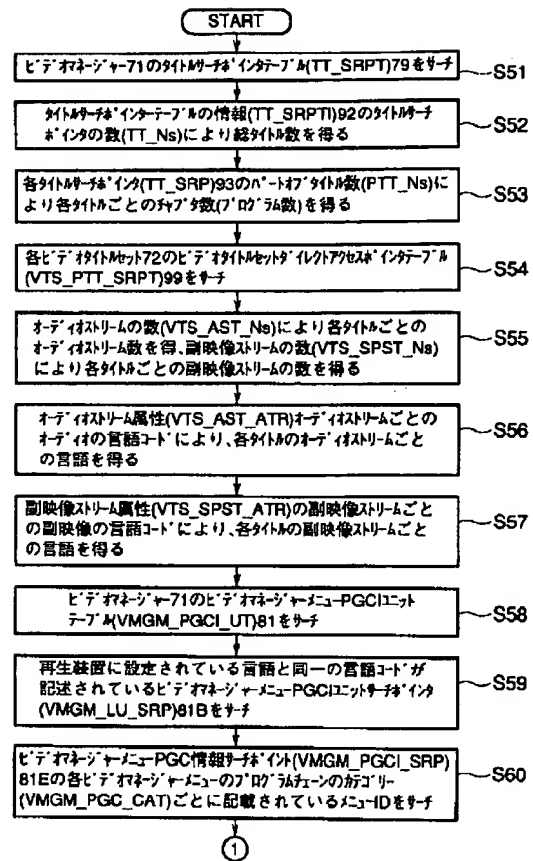 START
ビデオマネージャー71のタイトルサーチポインタテーブル(TT_SRPT)79をサーチ
S51
タイトルサーチポインターテーブルの情報(TT_SRPTI)92のタイトルサーチ
ポインタの数(TT_Ns)により総タイトル数を得る
S52
各タイトルサーチポインタ(TT_SRP)93のパートオブタイトル数(PTT_Ns)に
より各タイトルごとのチャプタ数(プログラム数)を得る
S53
各ビデオタイトルセット72のビデオタイトルセットダイレクトアクセスポインタテーブル
(VTS_PTT_SRPT)99をサーチ
S54
オーディオストリームの数(VTS_AST_Ns)により各タイトルごとの
オーディオストリーム数を得、副映像ストリームの数(VTS_SPST_Ns)
により各タイトルごとの副映像ストリームの数を得る
S55
オーディオストリーム属性(VTS_AST_ATR)オーディオストリームごとの
オーディオの言語コードにより、各タイトルのオーディオストリームごと
の言語を得る
S56
副映像ストリーム属性(VTS_SPST_ATR)の副映像ストリームごと
の副映像の言語コードにより、各タイトルの副映像ストリームごと
の言語を得る
S57
ビデオマネージャー71のビデオマネージャーメニューPGCIユニット
テーブル(VMGM_PGCI_UT)81をサーチ
S58
再生装置に設定されている言語と同一の言語コードが
記述されているビデオマネージャーメニューPGCIユニットサーチポインタ
(VMGM_LU_SRP)81Bをサーチ
S59
ビデオマネージャーメニューPGC情報サーチポイント(VMGM_PGCI_SRP)
81Eの各ビデオマネージャーメニューのプログラムチェーンのカテゴリー
(VMGM_PGC_CAT)ごとに記載されているメニューIDをサーチ
S60
1